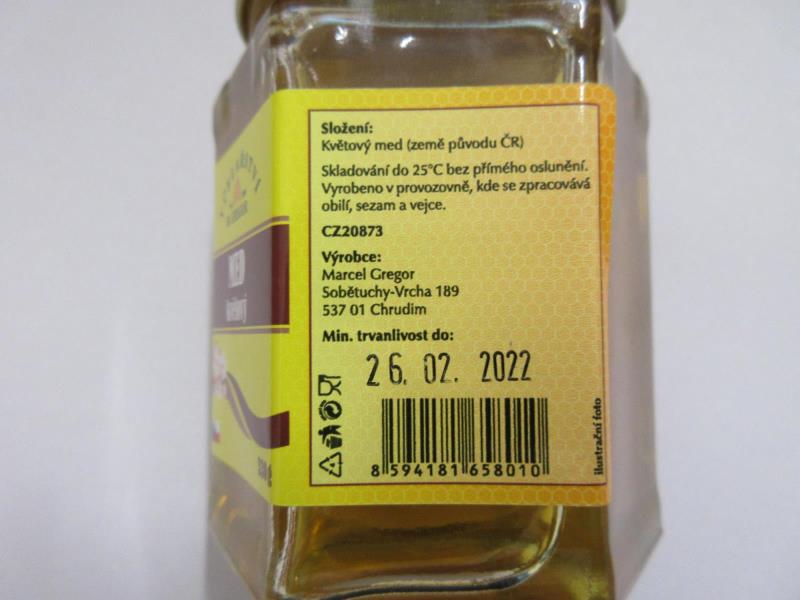 Složení:
Květový med (země původu ČR)
Skladování do 25°C bez přímého oslunění.
Vyrobeno v provozovně, kde se zpracovává
obilí, sezam a vejce.
CZ20873
Výrobce:
Marcel Gregor
Sobětuchy-Vrcha 189
537 01 Chrudim
Min. trvanlivost do:
26. 02. 2022
8 594181 658010
ilustrační foto
MED
květový